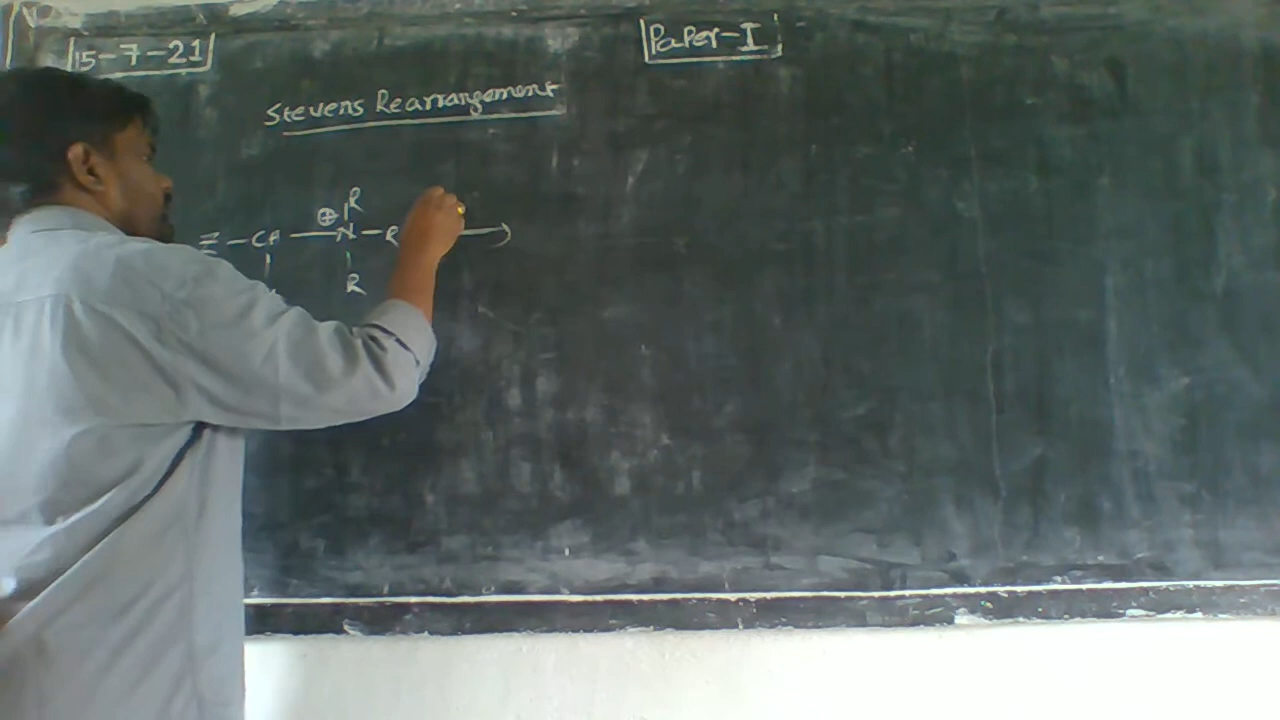 15-7-21
Paper-I
Stevens Rearrangement
R
⊕
Z-CH-N-R →
R